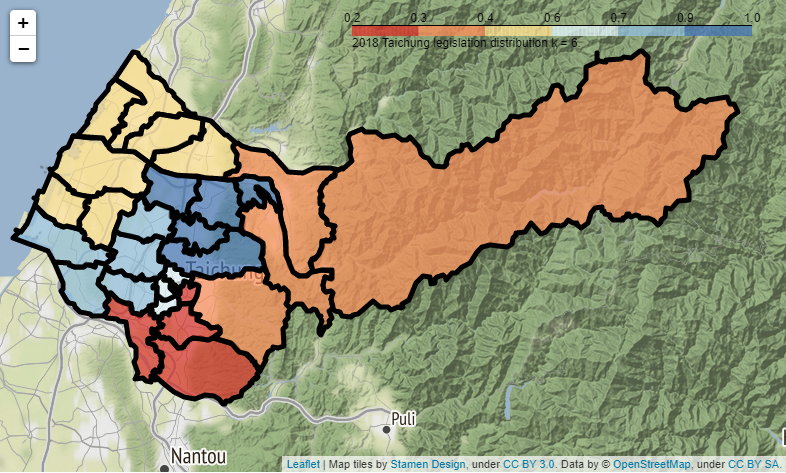 +
−
0.2 0.3 0.4 0.6 0.7 0.9 1.0
2018 Taichung legislation distribution k = 6
Taichung
Puli
Nantou
Leaflet | Map tiles by Stamen Design, under CC BY 3.0. Data by © OpenStreetMap, under CC BY SA.